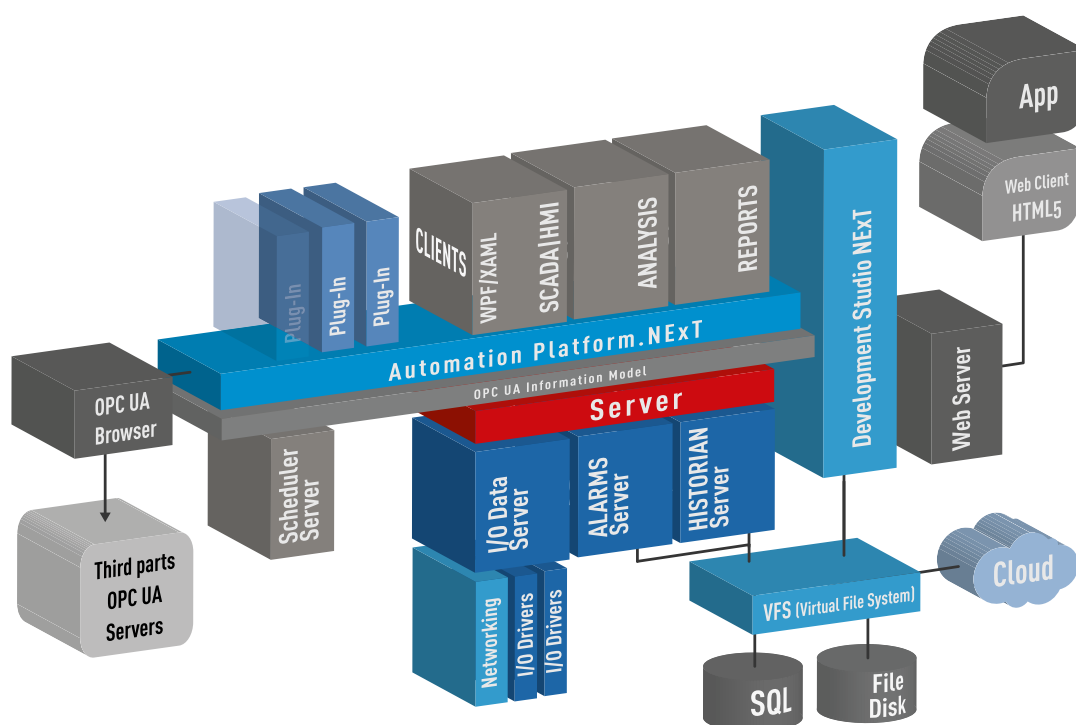 App
Web Client
HTML5
CLIENTS
WPF/XAML
SCADA|HMI
ANALYSIS
REPORTS
Development Studio NExT
Plug-In
Plug-In
Plug-In
Automation Platform.NExT
OPC UA Information Model
Server
OPC UA
Browser
Web Server
Scheduler
Server
I/O Data
Server
ALARMS
Server
HISTORIAN
Server
Third parts
OPC UA
Servers
Networking
I/O Drivers
I/O Drivers
VFS (Virtual File System)
Cloud
SQL
File
Disk